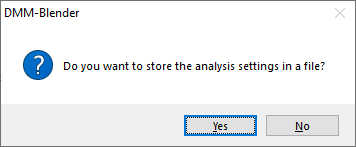 DMM-Blender
Do you want to store the analysis settings in a file?
Yes
No